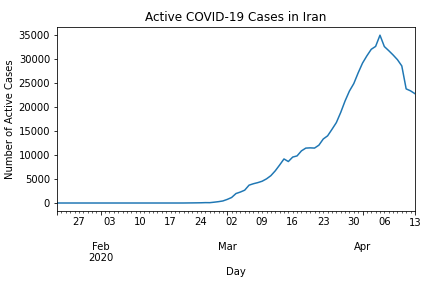 Active COVID-19 Cases in Iran
Number of Active Cases
35000
30000
25000
20000
15000
10000
5000
0
27 03 10 17 24 02 09 16 23 30 06 13
Feb Mar Apr
2020
Day